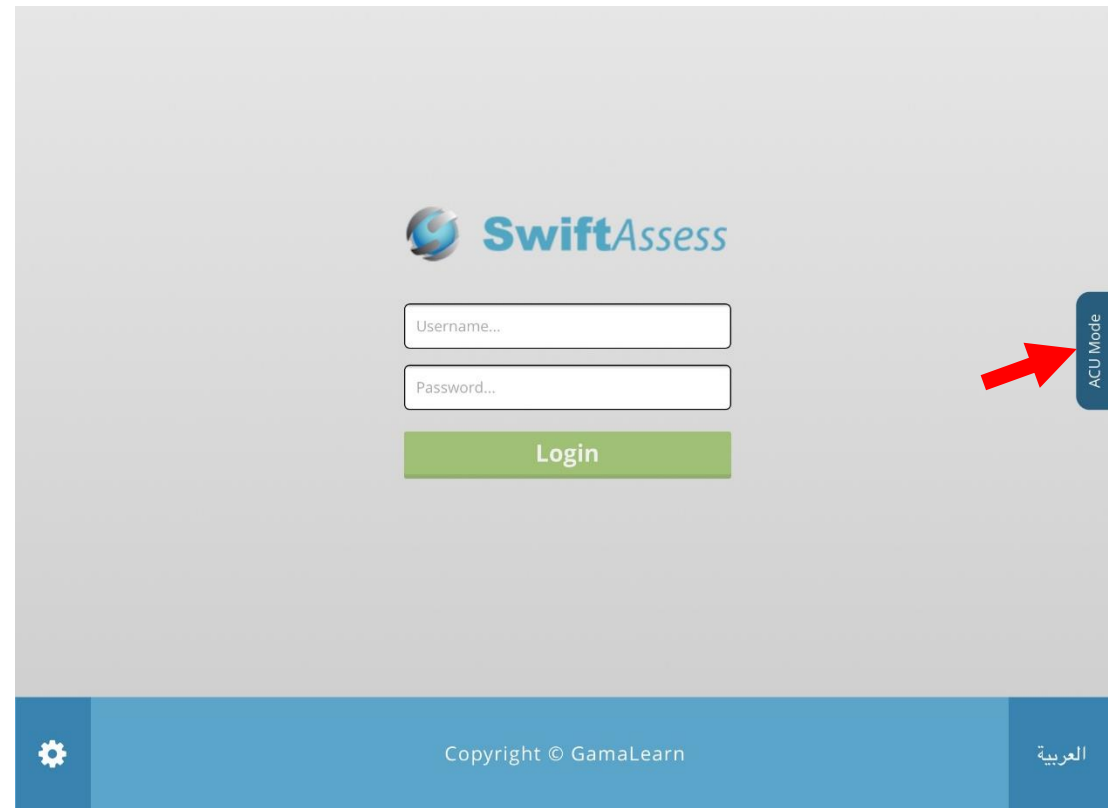 SwiftAssess
Username...
ACU Mode
Password...
Login
Copyright © GamaLearn
العربية